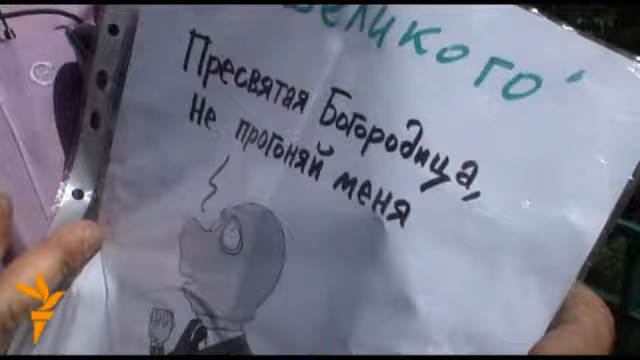 Великого
Пресвятая Богородица,
Не прогоняй меня